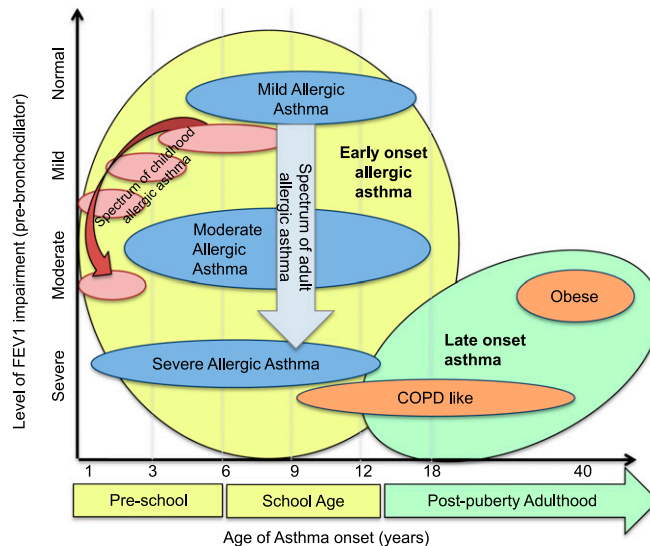 Level of FEV1 impairment (pre-bronchodilator)
Normal
Mild
Moderate
Severe
Mild Allergic
Asthma
Spectrum of childhood
allergic asthma
Spectrum of adult
allergic asthma
Early onset
allergic
asthma
Moderate
Allergic
Asthma
Severe Allergic Asthma
Obese
Late onset
asthma
COPD like
1 3 6 9 12 18 40
Pre-school School Age Post-puberty Adulthood
Age of Asthma onset (years)